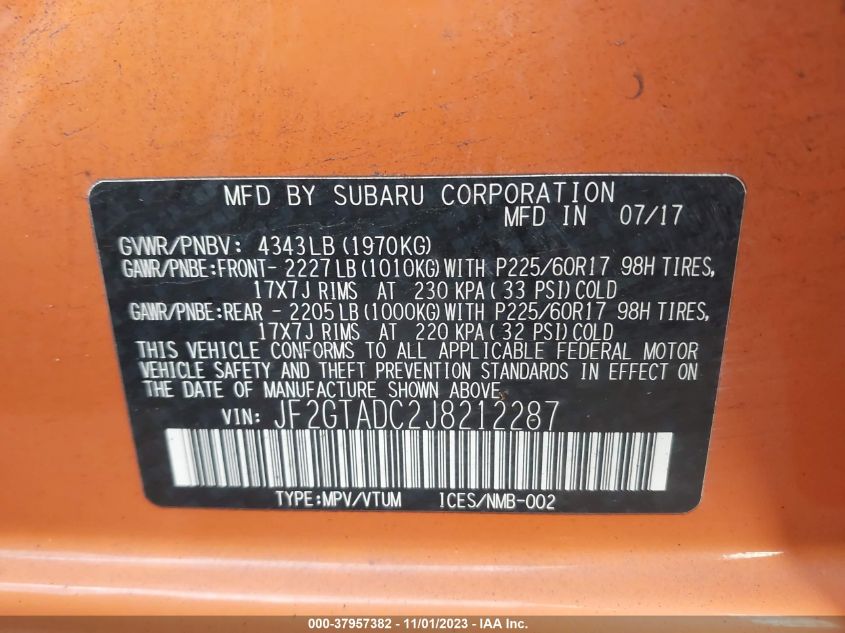 MFD BY SUBARU CORPORATION
MFD IN 07/17
GVWR/PNBV: 4343LB (1970KG)
GAWR/PNBE:FRONT- 2227LB (1010KG) WITH P225/60R17 98H TIRES,
17X7J RIMS AT 230 KPA( 33 PSI) COLD
GAWR/PNBE:REAR - 2205LB (1000KG) WITH P225/60R17 98H TIRES,
17X7J RIMS AT 220 KPA( 32 PSI) COLD
THIS VEHICLE CONFORMS TO ALL APPLICABLE FEDERAL MOTOR
VEHICLE SAFETY AND THEFT PREVENTION STANDARDS IN EFFECT ON
THE DATE OF MANUFACTURE SHOWN ABOVE.
VIN: JF2GTADC2J8212287
TYPE:MPV/VTUM ICES/NMB-002
000-37957382 - 11/01/2023 - IAA Inc.